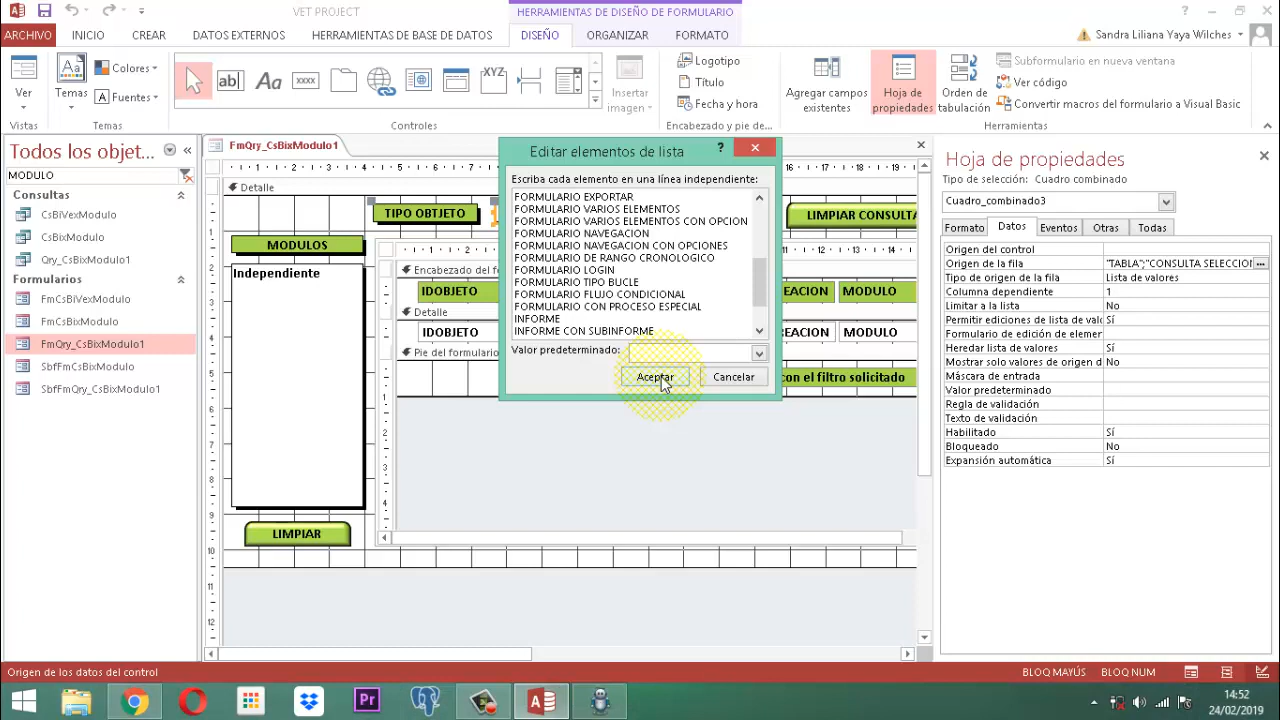 VET PROJECT
HERRAMIENTAS DE DISEÑO DE FORMULARIO
ARCHIVO INICIO CREAR DATOS EXTERNOS HERRAMIENTAS DE BASE DE DATOS DISEÑO ORGANIZAR FORMATO
Sandra Liliana Yaya Wilches
Ver
Vistas
Temas
Colores
Fuentes
Temas
ab|
Aa
xxxx
XYZ
Controles
Insertar imagen
Logotipo
Título
Fecha y hora
Encabezado y pie de...
Agregar campos existentes
Hoja de propiedades
Orden de tabulación
Subformulario en nueva ventana
Ver código
Convertir macros del formulario a Visual Basic
Herramientas
Todos los objet...
MODULO
Consultas
CsBiVexModulo
CsBixModulo
Qry_CsBixModulo1
Formularios
FmCsBiVexModulo
FmCsBixModulo
FmQry_CsBixModulo1
SbfFmCsBixModulo
SbfFmQry_CsBixModulo1
FmQry_CsBixModulo1
Detalle
TIPO OBTJETO
LIMPIAR CONSULTA
MODULOS
Independiente
LIMPIAR
Encabezado del fo
IDOBJETO
EACION
MODULO
Detalle
IDOBJETO
EACION
MODULO
Pie del formulario
con el filtro solicitado
Editar elementos de lista
Escriba cada elemento en una línea independiente:
FORMULARIO EXPORTAR
FORMULARIO VARIOS ELEMENTOS
FORMULARIO VARIOS ELEMENTOS CON OPCION
FORMULARIO NAVEGACION
FORMULARIO NAVEGACION CON OPCIONES
FORMULARIO DE RANGO CRONOLOGICO
FORMULARIO LOGIN
FORMULARIO TIPO BUCLE
FORMULARIO FLUJO CONDICIONAL
FORMULARIO CON PROCESO ESPECIAL
INFORME
INFORME CON SUBINFORME
Valor predeterminado:
Aceptar
Cancelar
Hoja de propiedades
Tipo de selección: Cuadro combinado
Cuadro_combinado3
Formato Datos Eventos Otras Todas
Origen del control
Origen de la fila "TABLA";"CONSULTA SELECCION
Tipo de origen de la fila Lista de valores
Columna dependiente 1
Limitar a la lista No
Permitir ediciones de lista de valo Sí
Formulario de edición de elemen
Heredar lista de valores Sí
Mostrar solo valores de origen d No
Máscara de entrada
Valor predeterminado
Regla de validación
Texto de validación
Habilitado Sí
Bloqueado No
Expansión automática Sí
Origen de los datos del control
BLOQ MAYÚS BLOQ NUM
14:52
24/02/2019